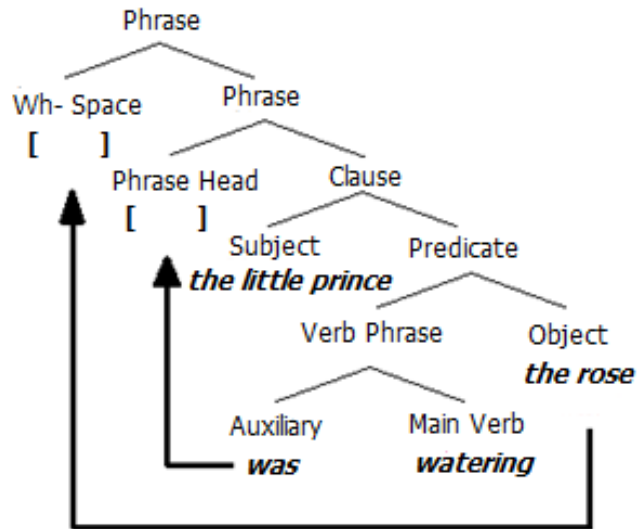 Phrase
Wh- Space Phrase
[ ]
Phrase Head Clause
[ ]
Subject Predicate
the little prince
Verb Phrase Object
the rose
Auxiliary Main Verb
was watering